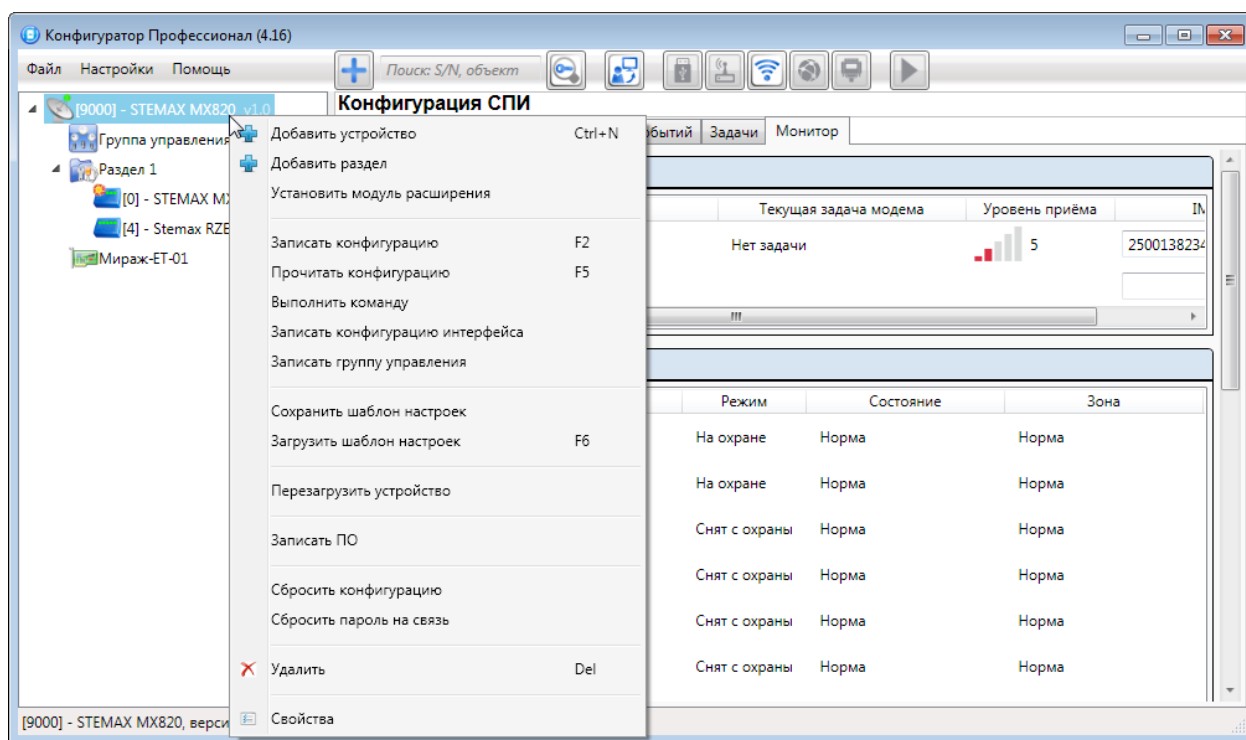 Конфигуратор Профессионал (4.16)
Файл Настройки Помощь
Поиск: S/N, объект
[9000] - STEMAX MX820 v1.0
Группа управления
Раздел 1
[0] - STEMAX
[4] - Stemax
Мираж-ET-01
Конфигурация СПИ
Задачи Монитор
Добавить устройство Ctrl+N
Добавить раздел
Установить модуль расширения
Записать конфигурацию F2
Прочитать конфигурацию F5
Выполнить команду
Записать конфигурацию интерфейса
Записать группу управления
Сохранить шаблон настроек
Загрузить шаблон настроек F6
Перезагрузить устройство
Записать ПО
Сбросить конфигурацию
Сбросить пароль на связь
Удалить Del
Свойства
Текущая задача модема Уровень приёма
Нет задачи 5 2500138234
Режим Состояние Зона
На охране Норма Норма
На охране Норма Норма
Снят с охраны Норма Норма
Снят с охраны Норма Норма
Снят с охраны Норма Норма
Снят с охраны Норма Норма
[9000] - STEMAX MX820, верси